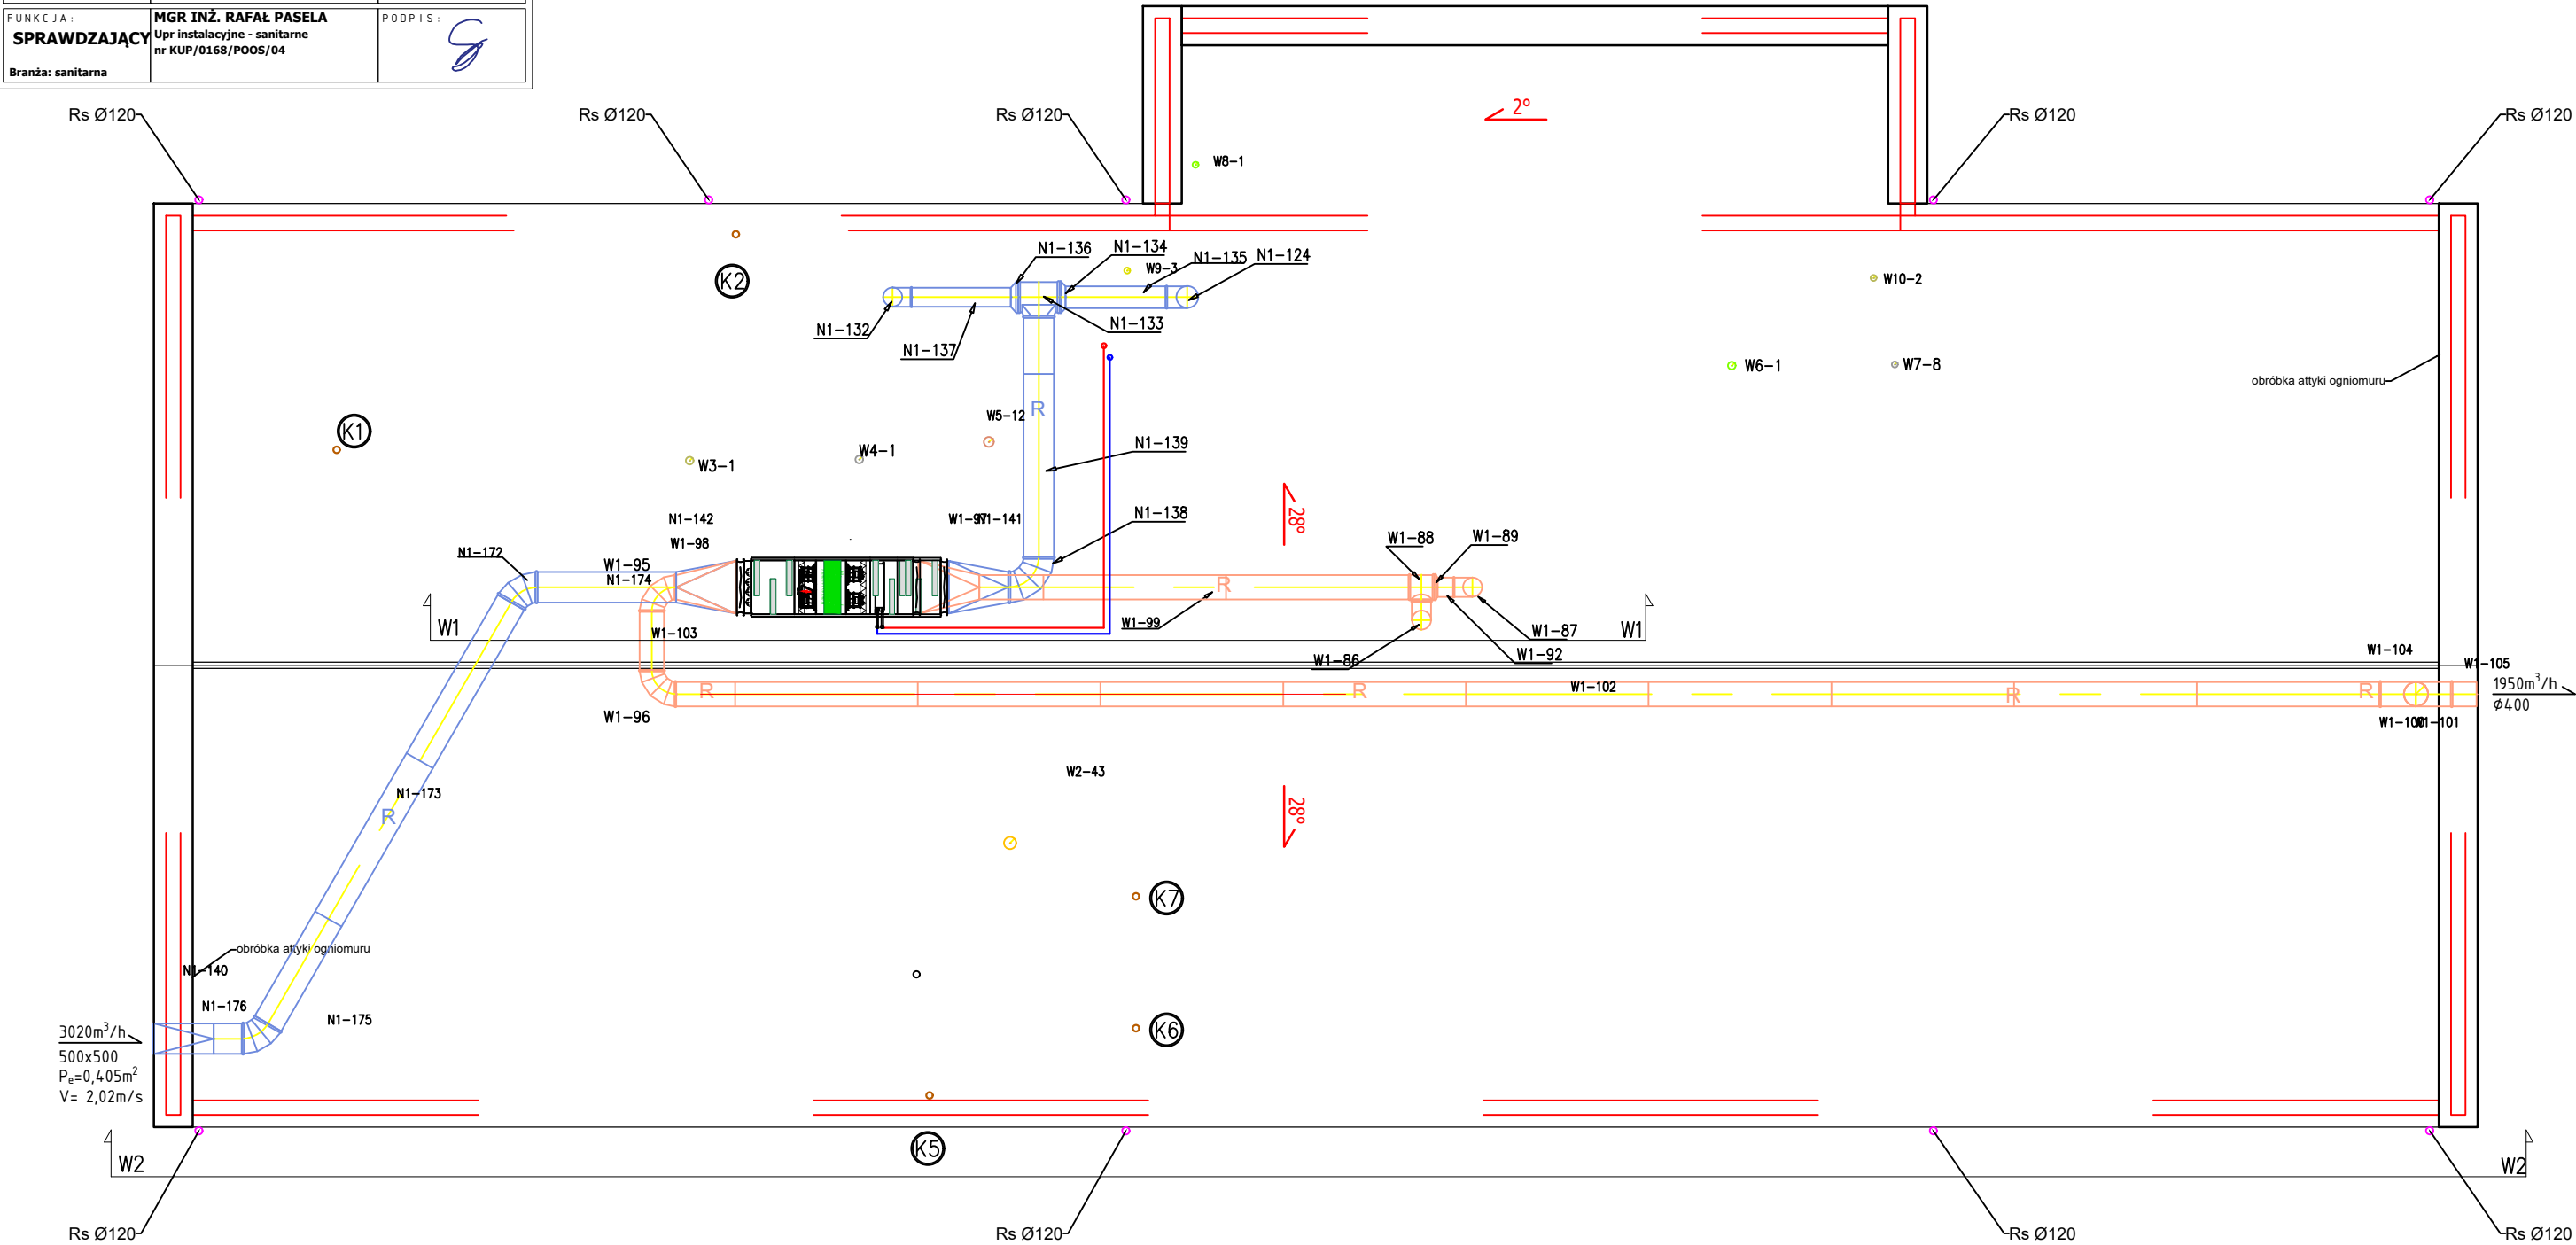 FUNKCJA:
SPRAWDZAJĄCY
Branża: sanitarna
MGR INŻ. RAFAŁ PASELA
Upr instalacyjne - sanitarne
nr KUP/0168/POOS/04
PODPIS:
Rs Ø120
Rs Ø120
Rs Ø120
2°
Rs Ø120
Rs Ø120
W8-1
N1-136
N1-134
N1-135
N1-124
W9-3
W10-2
K2
N1-132
N1-133
N1-137
W6-1
W7-8
obróbka attyki ogniomuru
K1
W5-12
R
N1-139
W3-1
W4-1
N1-142
W1-97
N1-141
N1-138
28°
W1-98
N1-172
W1-95
N1-174
W1-88
W1-89
R
W1
W1-103
W1-99
W1
W1-87
W1-86
W1-92
W1-104
W1-105
R
R
W1-102
R
R
1950m³/h
Ø400
W1-96
W1-100
W1-101
W2-43
N1-173
R
28°
K7
obróbka attyki ogniomuru
N1-140
N1-176
N1-175
K6
3020m³/h
500x500
Pₑ=0,405m²
V= 2,02m/s
K5
W2
W2
Rs Ø120
Rs Ø120
Rs Ø120
Rs Ø120